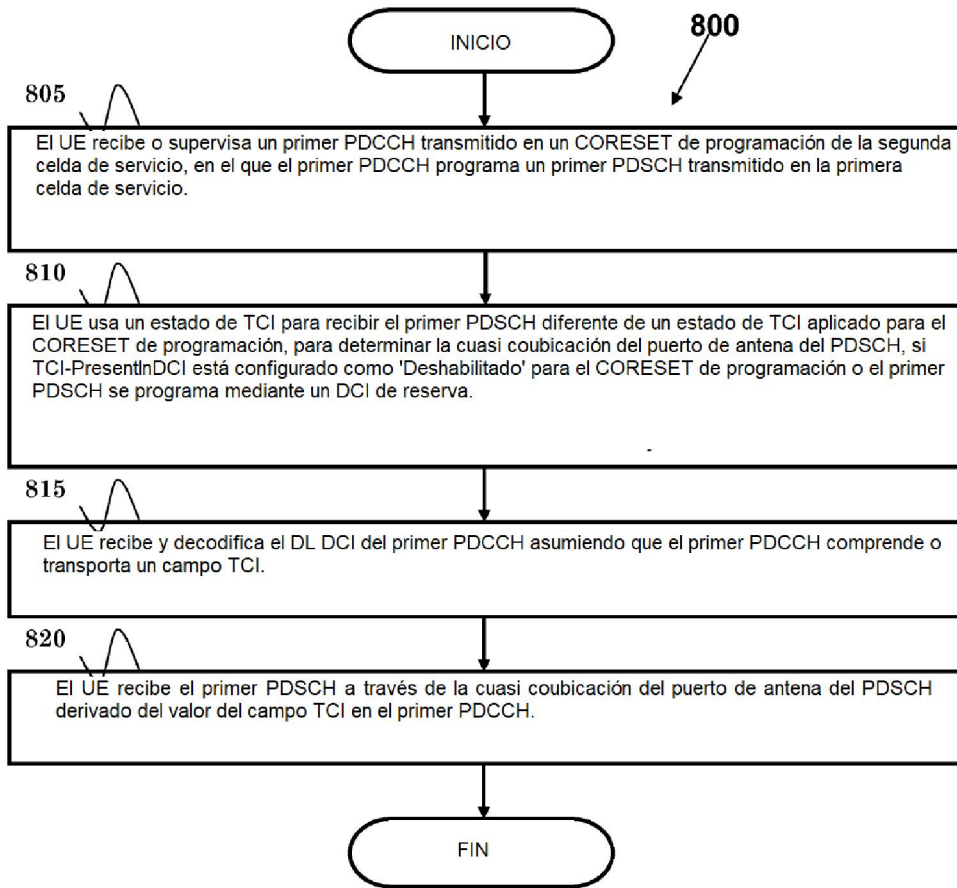 INICIO
800
805
El UE recibe o supervisa un primer PDCCH transmitido en un CORESET de programación de la segunda
celda de servicio, en el que el primer PDCCH programa un primer PDSCH transmitido en la primera
celda de servicio.
810
El UE usa un estado de TCI para recibir el primer PDSCH diferente de un estado de TCI aplicado para el
CORESET de programación, para determinar la cuasi coubicación del puerto de antena del PDSCH, si
TCI-PresentInDCI está configurado como 'Deshabilitado' para el CORESET de programación o el primer
PDSCH se programa mediante un DCI de reserva.
815
El UE recibe y decodifica el DL DCI del primer PDCCH asumiendo que el primer PDCCH comprende o
transporta un campo TCI.
820
El UE recibe el primer PDSCH a través de la cuasi coubicación del puerto de antena del PDSCH
derivado del valor del campo TCI en el primer PDCCH.
FIN